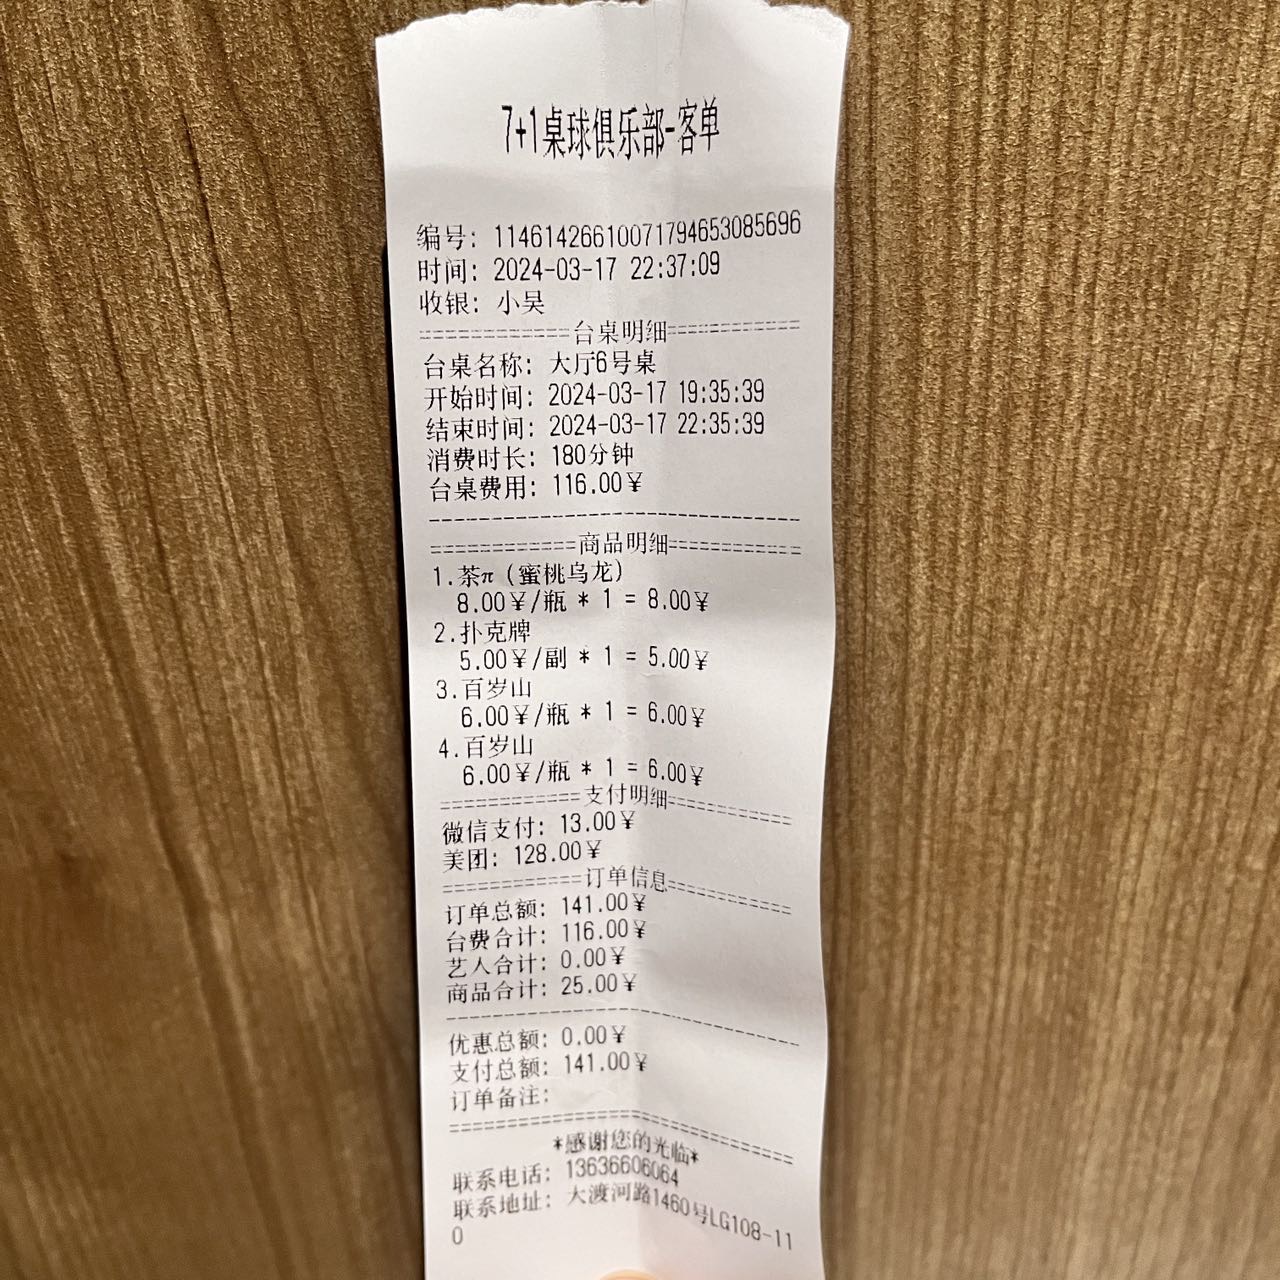 7+1桌球俱乐部-客单
编号: 1146142661007179465308​5696
时间: 2024-03-17 22:37:09
收银: 小吴
============台桌明细============
台桌名称: 大厅6号桌
开始时间: 2024-03-17 19:35:39
结束时间: 2024-03-17 22:35:39
消费时长: 180分钟
台桌费用: 116.00¥
--------------------------------
============商品明细============
1.茶π (蜜桃乌龙)
8.00¥/瓶 * 1 = 8.00¥
2.扑克牌
5.00¥/副 * 1 = 5.00¥
3.百岁山
6.00¥/瓶 * 1 = 6.00¥
4.百岁山
6.00¥/瓶 * 1 = 6.00¥
============支付明细============
微信支付: 13.00¥
美团: 128.00¥
============订单信息============
订单总额: 141.00¥
台费合计: 116.00¥
艺人合计: 0.00¥
商品合计: 25.00¥
--------------------------------
优惠总额: 0.00¥
支付总额: 141.00¥
订单备注:
================================
*感谢您的光临*
联系电话: 13636606064
联系地址: 大渡河路1460号LG108-11
0